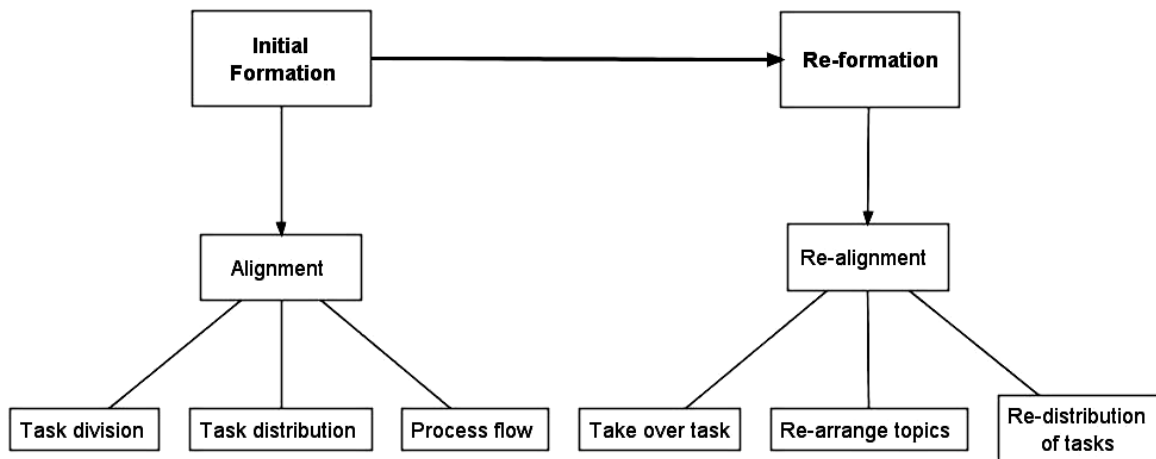 Initial
Formation
Re-formation
Alignment
Re-alignment
Task division
Task distribution
Process flow
Take over task
Re-arrange topics
Re-distribution
of tasks